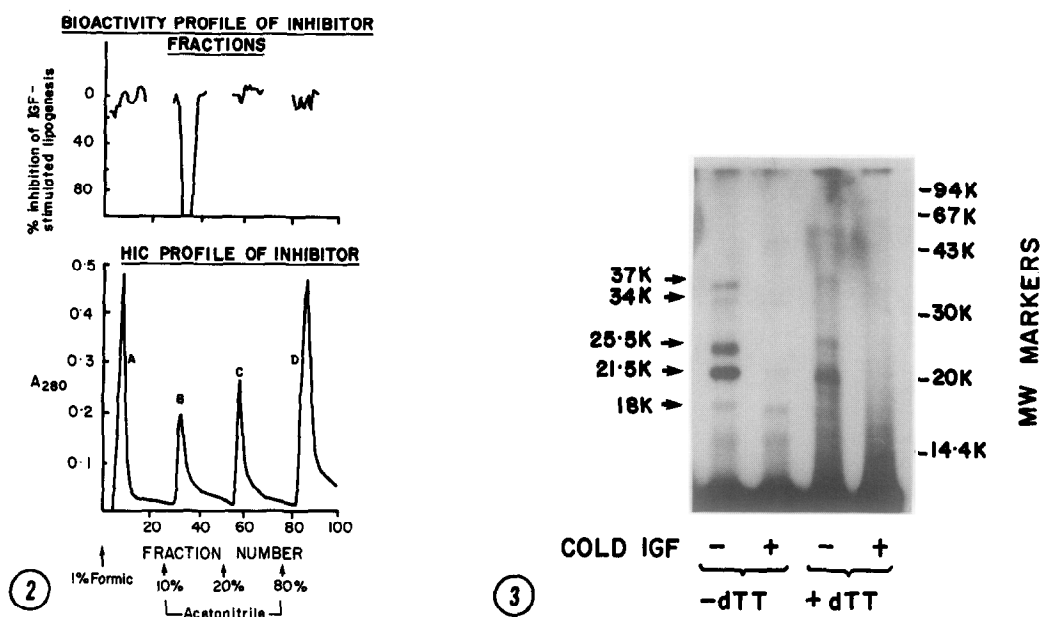 BIOACTIVITY PROFILE OF INHIBITOR
FRACTIONS
% Inhibition of IGF-
stimulated lipogenesis
0
40
80
HIC PROFILE OF INHIBITOR
A280
0.5
0.4
0.3
0.2
0.1
A
B
C
D
20
40
60
80
100
FRACTION NUMBER
1% Formic
10%
20%
80%
Acetonitrile
2
37K
34K
25.5K
21.5K
18K
-94K
-67K
-43K
-30K
-20K
-14.4K
MW MARKERS
COLD IGF - + - +
-dTT + dTT
3